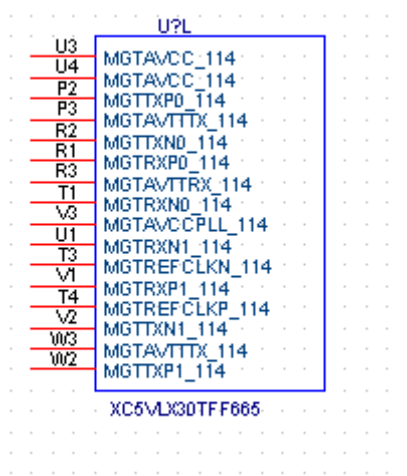 U?L
U3 MGTAVCC_114
U4 MGTAVCC_114
P2 MGTTXP0_114
P3 MGTAVTTTX_114
R2 MGTTXN0_114
R1 MGTRXP0_114
R3 MGTAVTTRX_114
T1 MGTRXN0_114
V3 MGTAVCCPLL_114
U1 MGTRXN1_114
T3 MGTREFCLKN_114
V1 MGTRXP1_114
T4 MGTREFCLKP_114
V2 MGTTXN1_114
W3 MGTAVTTTX_114
W2 MGTTXP1_114
XC5VLX30TFF665